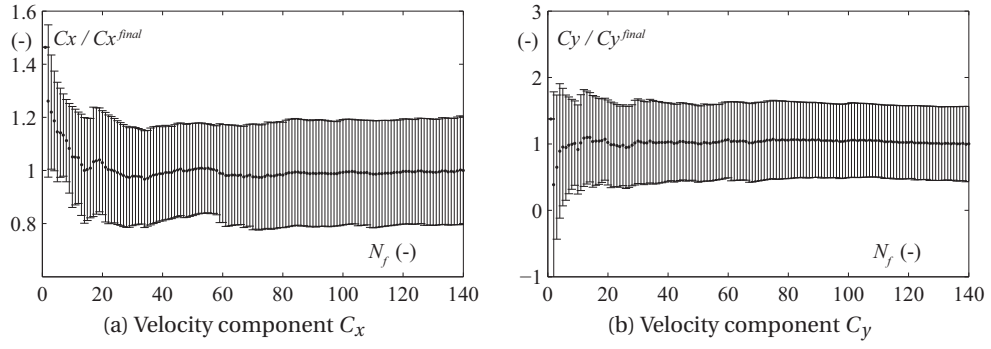 1.6
(-)
Cx / Cx^final
1.4
1.2
1
0.8
N_f (-)
0 20 40 60 80 100 120 140
(a) Velocity component C_x
3
(-)
Cy / Cy^final
2
1
0
−1
N_f (-)
0 20 40 60 80 100 120 140
(b) Velocity component C_y